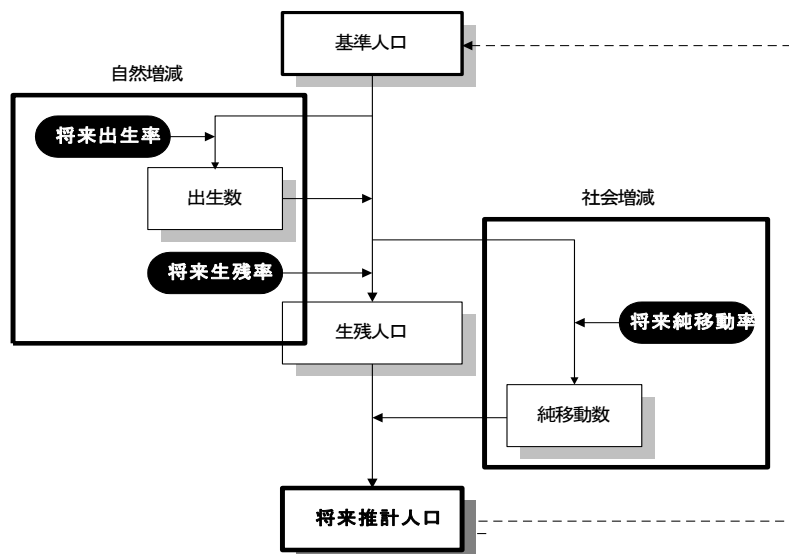 基準人口
自然増減
将来出生率
出生数
社会増減
将来生残率
生残人口
将来純移動率
純移動数
将来推計人口